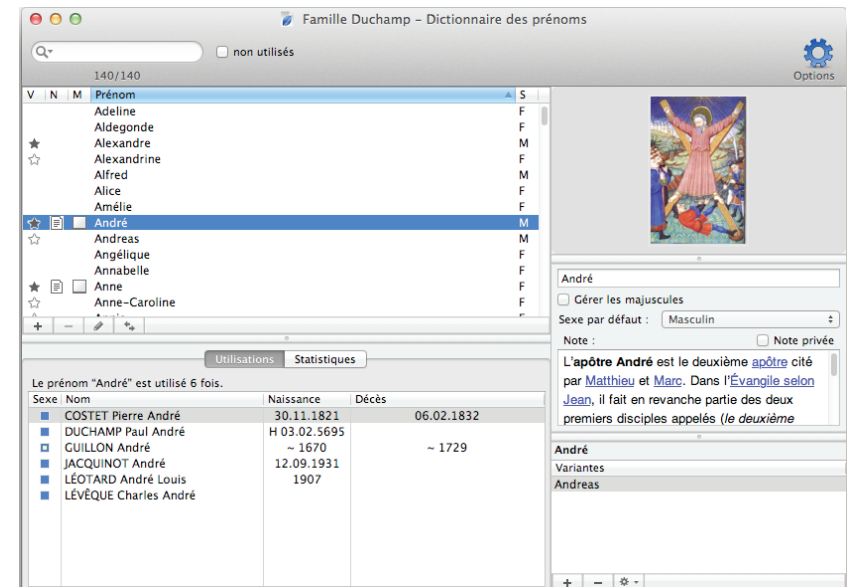 Famille Duchamp – Dictionnaire des prénoms
non utilisés
140/140
Options
V N M Prénom S
Adeline F
Aldegonde F
Alexandre M
Alexandrine F
Alfred M
Alice F
Amélie F
André M
Andreas M
Angélique F
Annabelle F
Anne F
Anne-Caroline F
Utilisations Statistiques
Le prénom "André" est utilisé 6 fois.
Sexe Nom Naissance Décès
COSTET Pierre André 30.11.1821 06.02.1832
DUCHAMP Paul André H 03.02.5695
GUILLON André ~ 1670 ~ 1729
JACQUINOT André 12.09.1931
LÉOTARD André Louis 1907
LÉVÊQUE Charles André
André
Gérer les majuscules
Sexe par défaut : Masculin
Note : Note privée
L'apôtre André est le deuxième apôtre cité
par Matthieu et Marc. Dans l'Évangile selon
Jean, il fait en revanche partie des deux
premiers disciples appelés (le deuxième
André
Variantes
Andreas